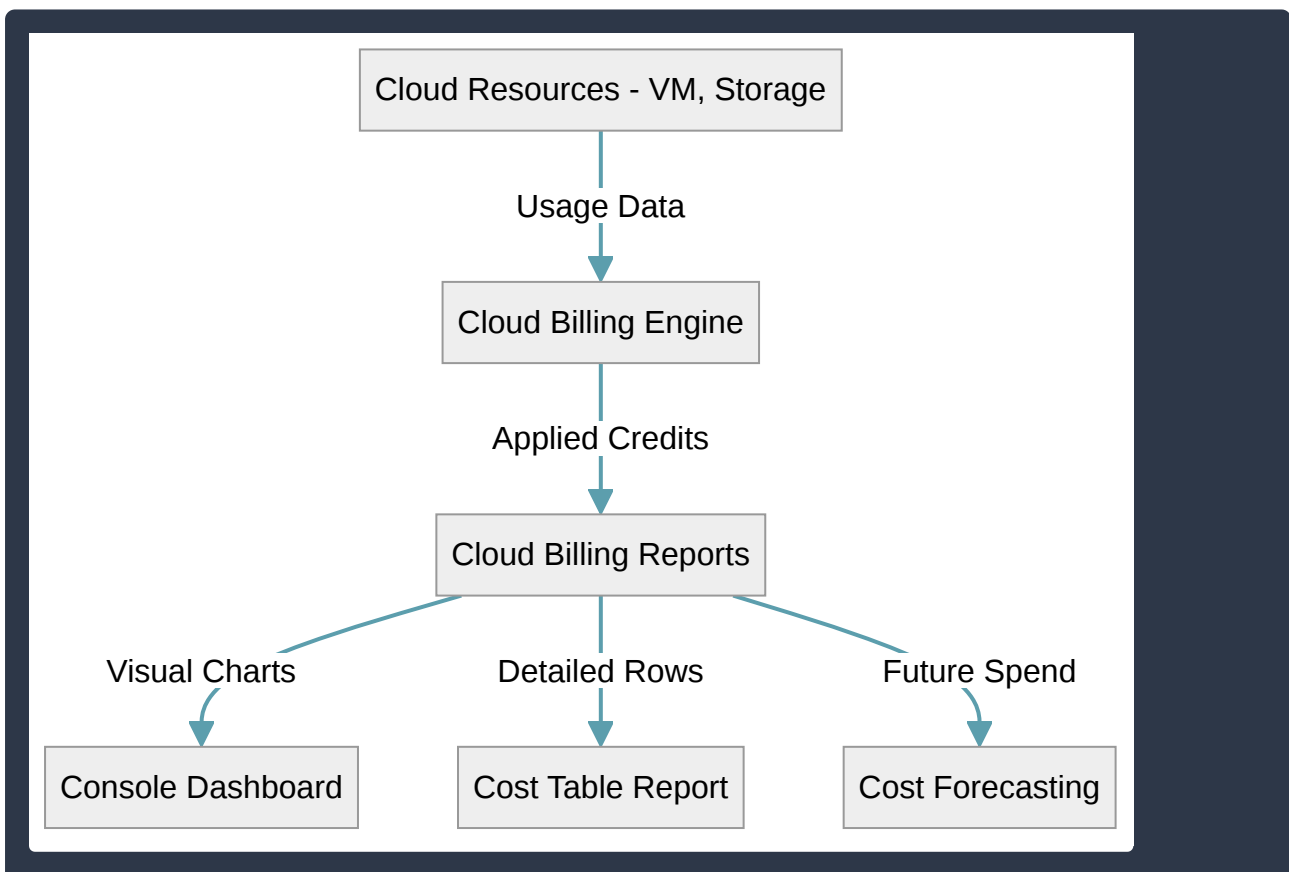 Cloud Resources - VM, Storage
Usage Data
Cloud Billing Engine
Applied Credits
Cloud Billing Reports
Visual Charts
Detailed Rows
Future Spend
Console Dashboard
Cost Table Report
Cost Forecasting